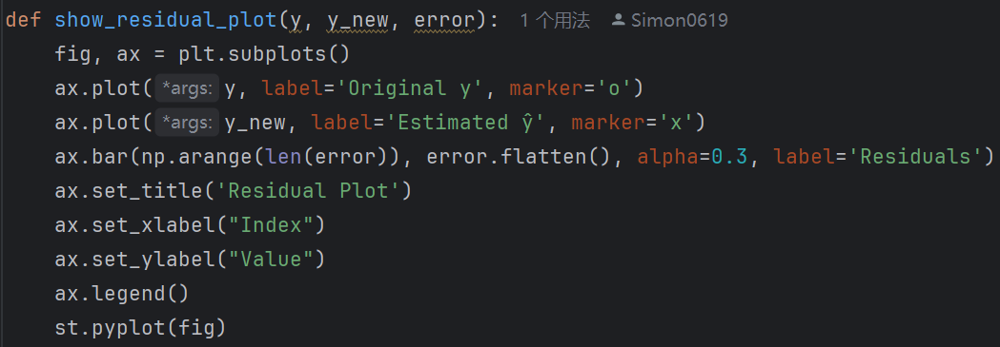 def show_residual_plot(y, y_new, error): 1 个用法 Simon0619
    fig, ax = plt.subplots()
    ax.plot(*args: y, label='Original y', marker='o')
    ax.plot(*args: y_new, label='Estimated ŷ', marker='x')
    ax.bar(np.arange(len(error)), error.flatten(), alpha=0.3, label='Residuals')
    ax.set_title('Residual Plot')
    ax.set_xlabel("Index")
    ax.set_ylabel("Value")
    ax.legend()
    st.pyplot(fig)